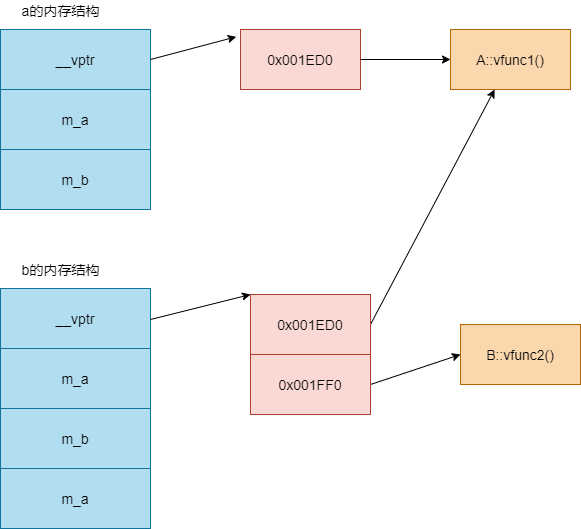 a的内存结构
__vptr
0x001ED0
A::vfunc1()
m_a
m_b
b的内存结构
__vptr
0x001ED0
B::vfunc2()
m_a
0x001FF0
m_b
m_a